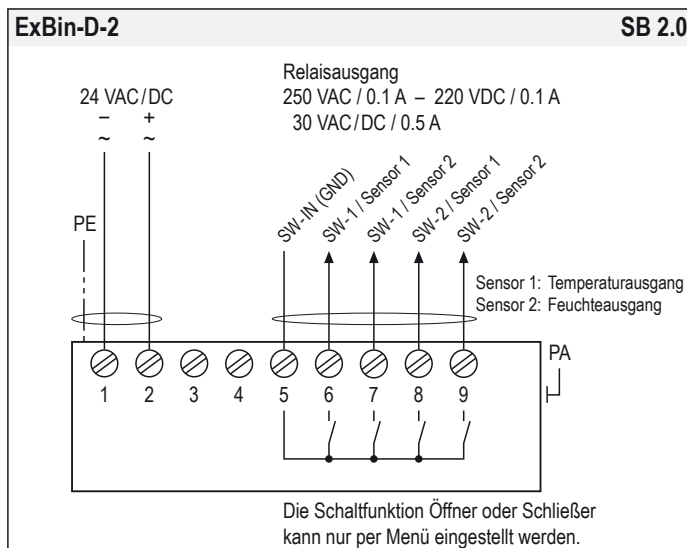 ExBin-D-2 SB 2.0
24 VAC/DC
– +
~ ~
Relaisausgang
250 VAC / 0.1 A – 220 VDC / 0.1 A
30 VAC/DC / 0.5 A
PE
SW-IN (GND)
SW-1 / Sensor 1
SW-1 / Sensor 2
SW-2 / Sensor 1
SW-2 / Sensor 2
Sensor 1: Temperaturausgang
Sensor 2: Feuchteausgang
PA
1 2 3 4 5 6 7 8 9
Die Schaltfunktion Öffner oder Schließer
kann nur per Menü eingestellt werden.